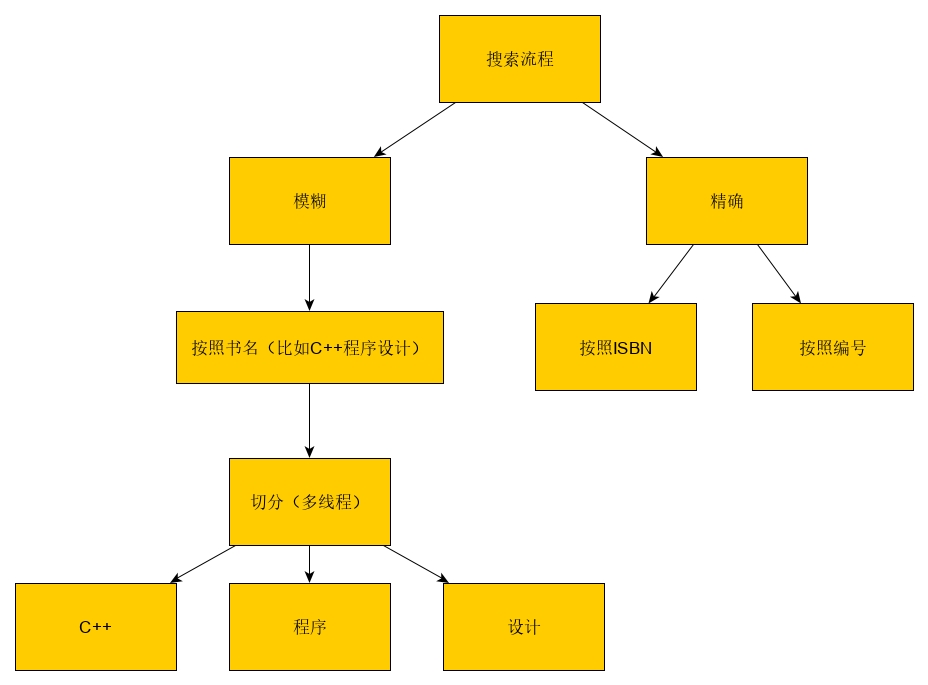 搜索流程
模糊
精确
按照书名（比如C++程序设计）
按照ISBN
按照编号
切分（多线程）
C++
程序
设计